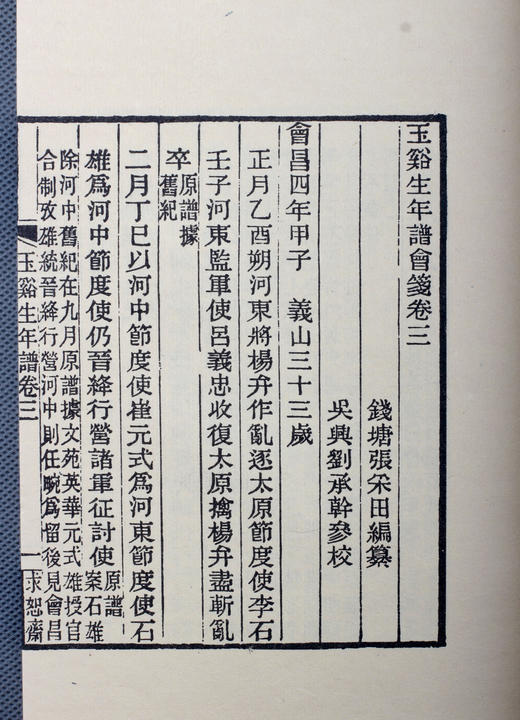 玉谿生年譜會箋卷三
錢塘張采田編纂
吳興劉承幹參校
會昌四年甲子　義山三十三歲
正月乙酉朔河東將楊弁作亂逐太原節度使李石
壬子河東監軍使呂義忠收復太原擒楊弁盡斬亂
卒原譜據
舊紀
二月丁巳以河中節度使崔元式爲河東節度使石
雄爲河中節度使仍晉絳行營諸軍征討使原譜
案石雄
除河中舊紀在九月原譜據文苑英華元式雄授官
合制攷雄統晉絳行營河中則任畹爲留後見會昌
玉谿生年譜卷三
一
求恕齋